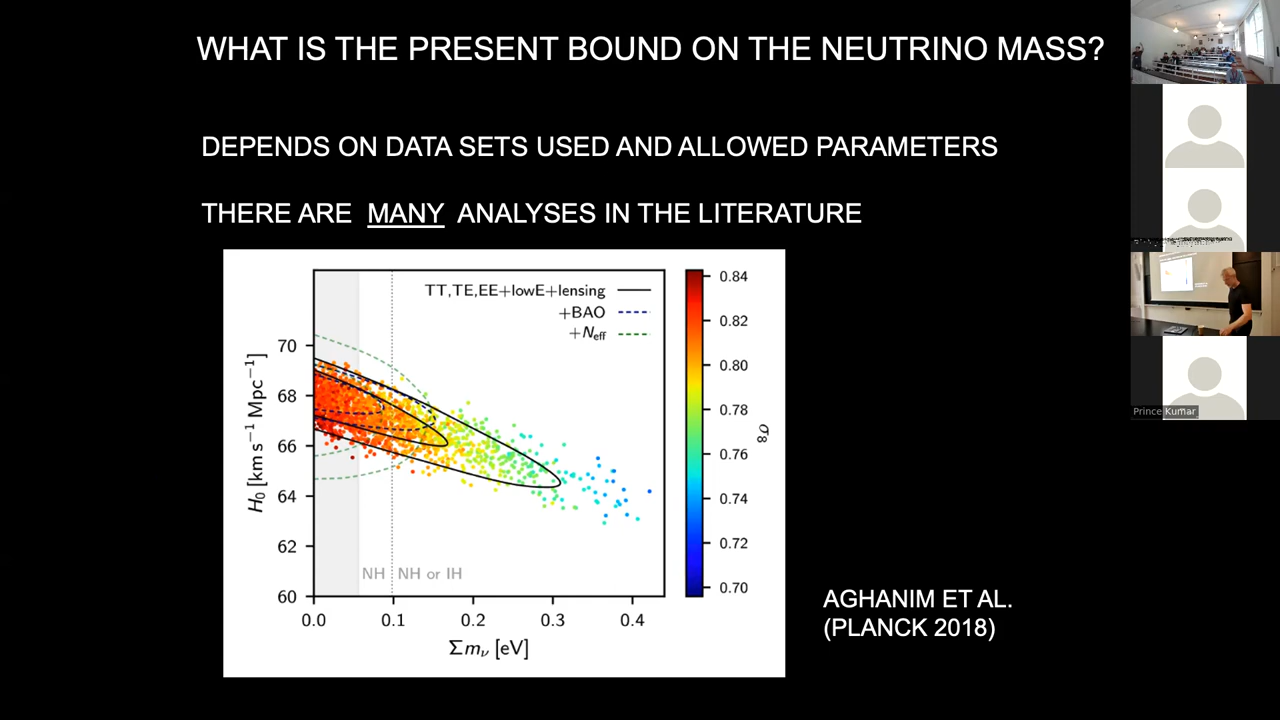 WHAT IS THE PRESENT BOUND ON THE NEUTRINO MASS?
DEPENDS ON DATA SETS USED AND ALLOWED PARAMETERS
THERE ARE MANY ANALYSES IN THE LITERATURE
TT,TE,EE+lowE+lensing
+BAO
+N_eff
H₀ [km s⁻¹ Mpc⁻¹]
70
68
66
64
62
60
NH
NH or IH
0.0 0.1 0.2 0.3 0.4
Σmᵥ [eV]
0.84
0.82
0.80
0.78
0.76
0.74
0.72
0.70
σ₈
AGHANIM ET AL.
(PLANCK 2018)
Prince Kumar